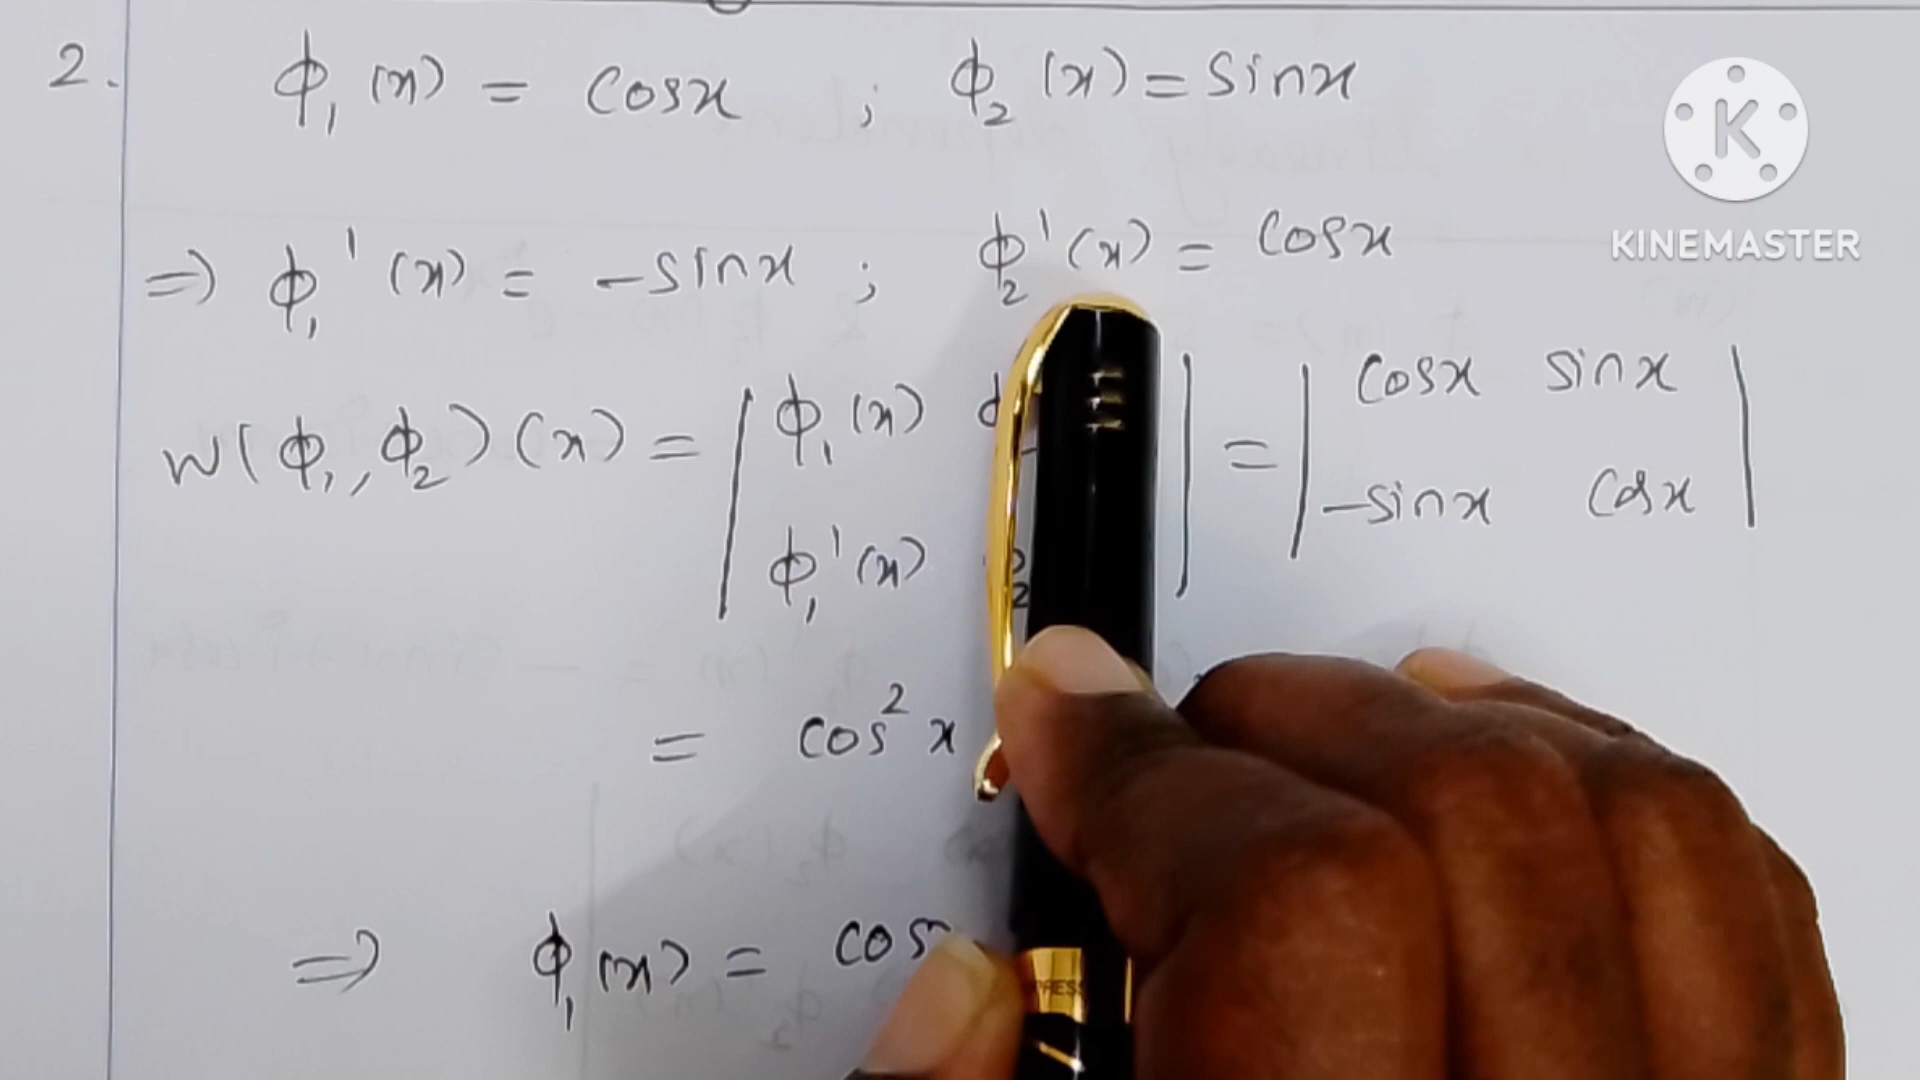 2. ϕ₁(x) = cosx ; ϕ₂(x) = sinx
K
KINEMASTER
=> ϕ₁'(x) = -sinx ; ϕ₂'(x) = cosx
W(ϕ₁, ϕ₂)(x) = | ϕ₁(x) | = | cosx sinx |
ϕ₁'(x) 2 -sinx cosx
= cos²x
=> ϕ₁(x) = cos